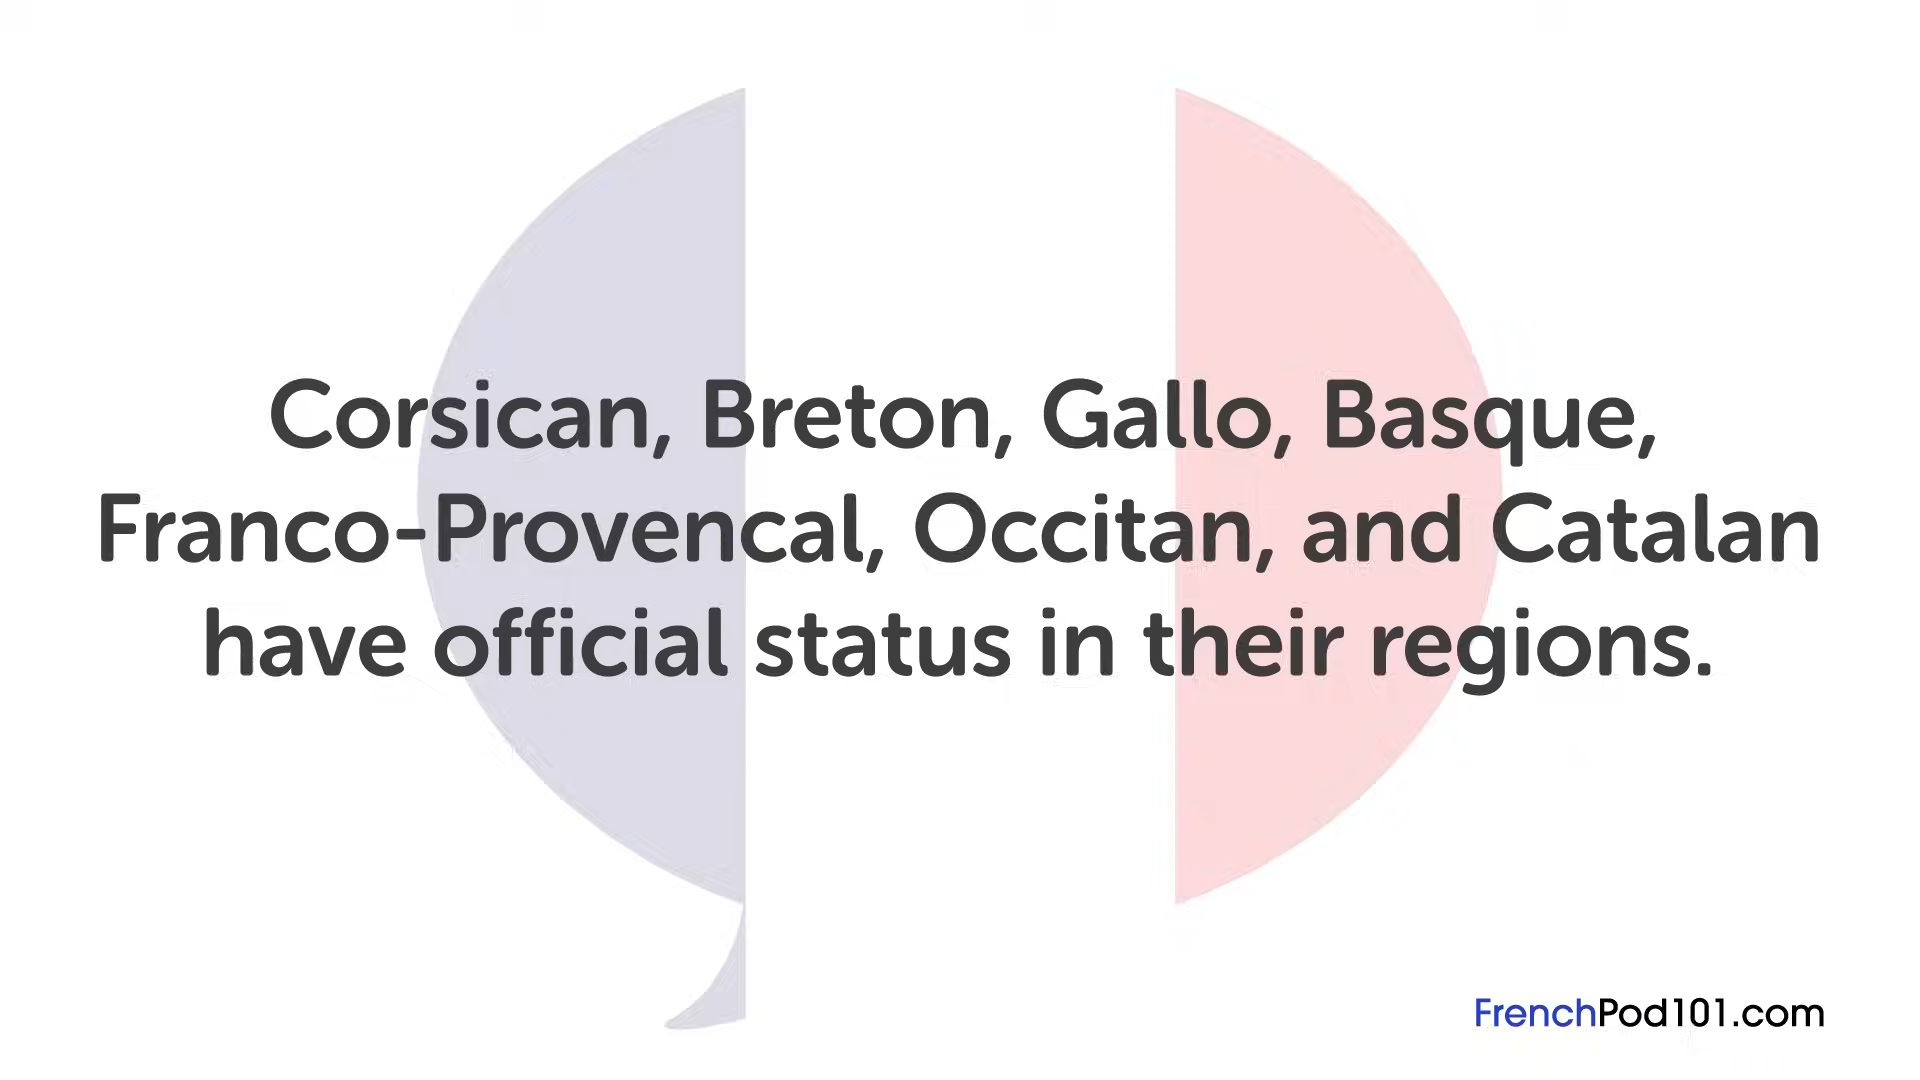 Corsican, Breton, Gallo, Basque,
Franco-Provencal, Occitan, and Catalan
have official status in their regions.
FrenchPod101.com